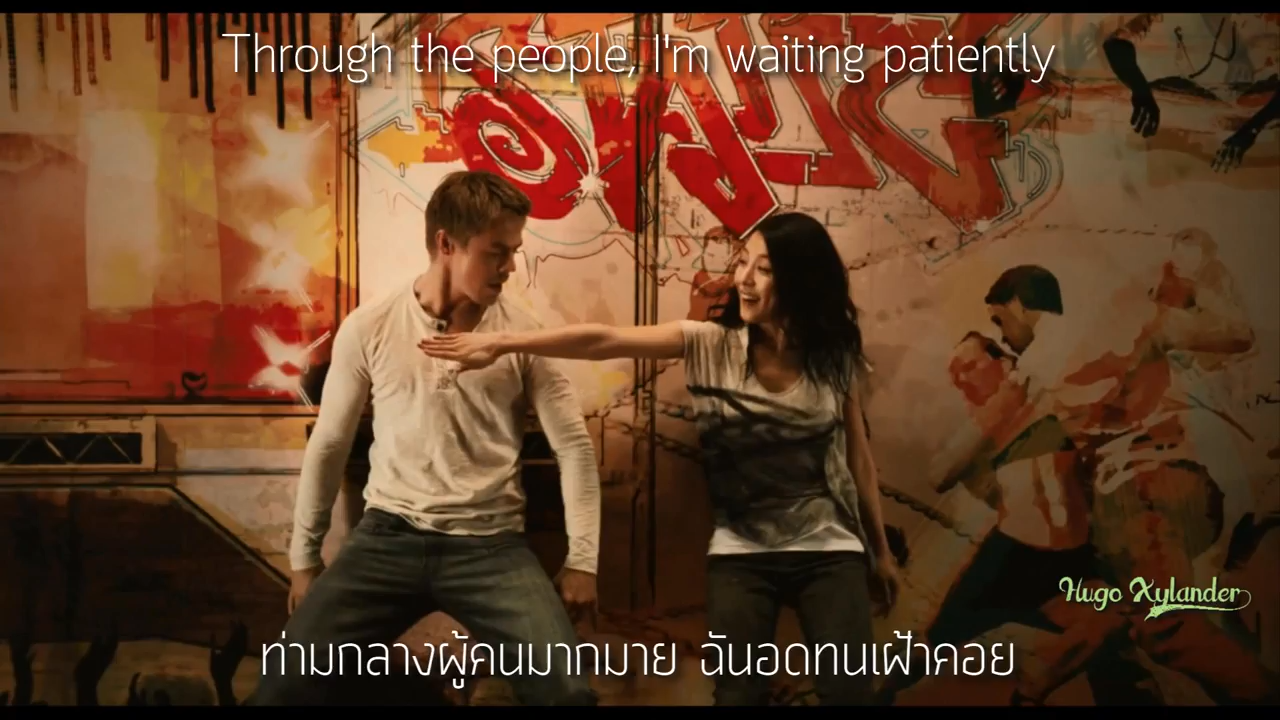 Through the people, I'm waiting patiently
Hugo Xylander
ท่ามกลางผู้คนมากมาย ฉันอดทนเฝ้าคอย